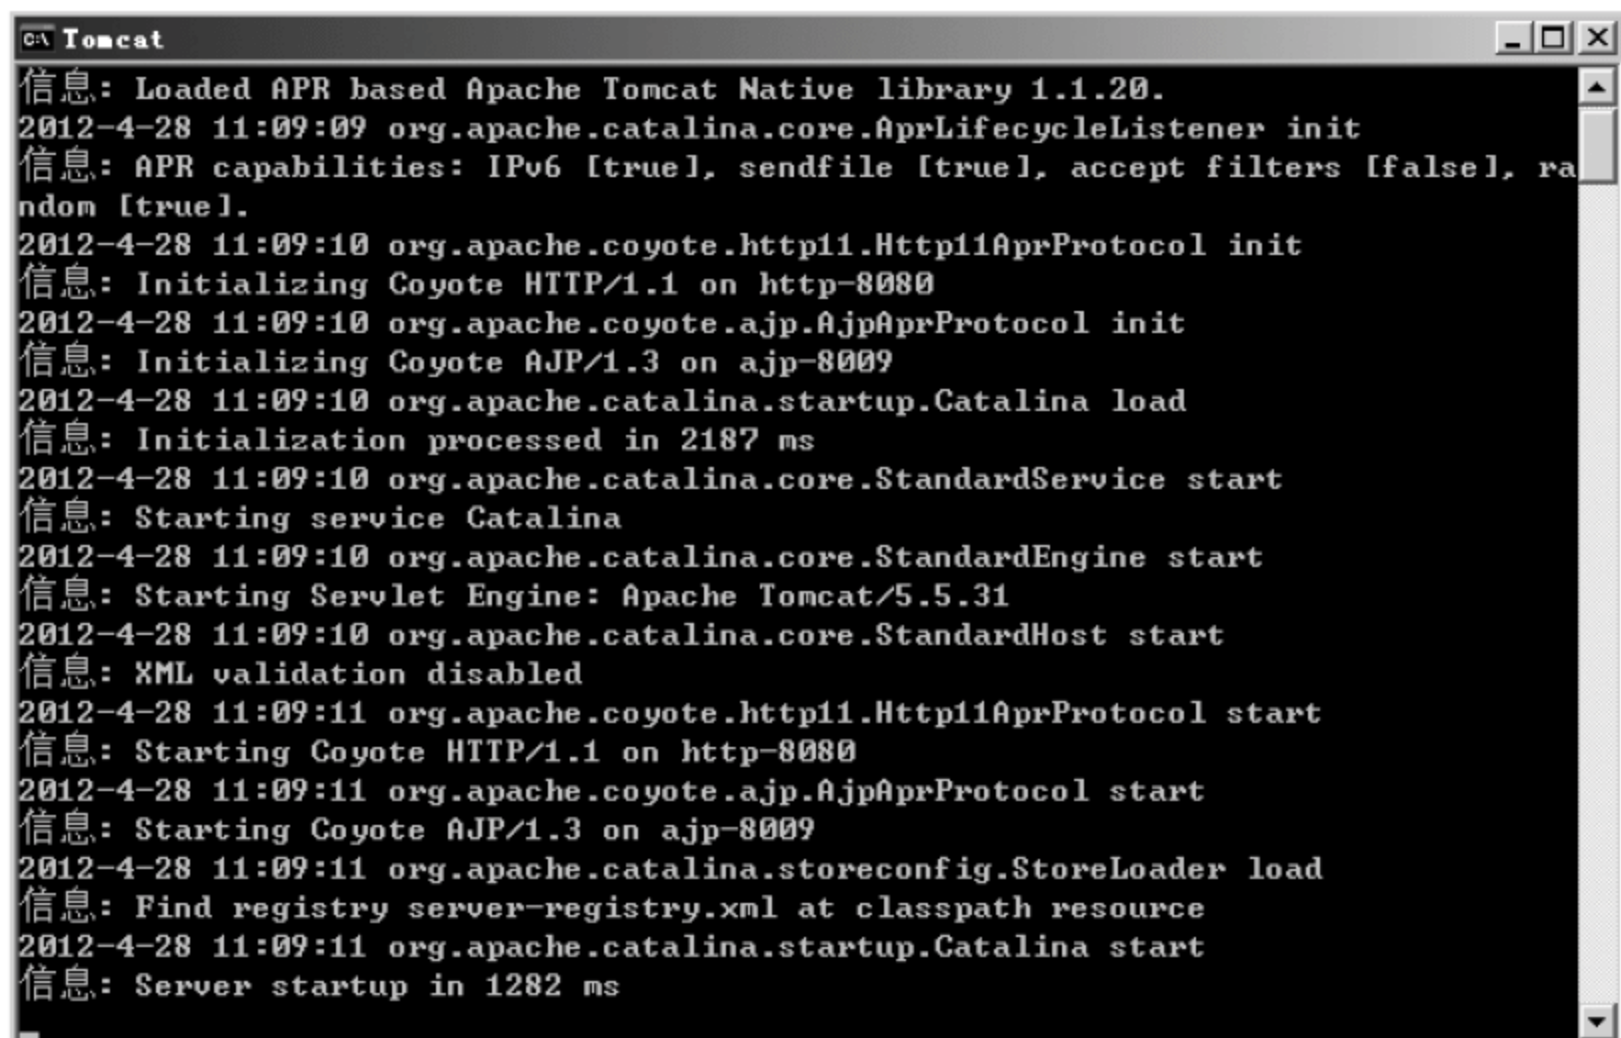 Tomcat
信息: Loaded APR based Apache Tomcat Native library 1.1.20.
2012-4-28 11:09:09 org.apache.catalina.core.AprLifecycleListener init
信息: APR capabilities: IPv6 [true], sendfile [true], accept filters [false], ra
ndom [true].
2012-4-28 11:09:10 org.apache.coyote.http11.Http11AprProtocol init
信息: Initializing Coyote HTTP/1.1 on http-8080
2012-4-28 11:09:10 org.apache.coyote.ajp.AjpAprProtocol init
信息: Initializing Coyote AJP/1.3 on ajp-8009
2012-4-28 11:09:10 org.apache.catalina.startup.Catalina load
信息: Initialization processed in 2187 ms
2012-4-28 11:09:10 org.apache.catalina.core.StandardService start
信息: Starting service Catalina
2012-4-28 11:09:10 org.apache.catalina.core.StandardEngine start
信息: Starting Servlet Engine: Apache Tomcat/5.5.31
2012-4-28 11:09:10 org.apache.catalina.core.StandardHost start
信息: XML validation disabled
2012-4-28 11:09:11 org.apache.coyote.http11.Http11AprProtocol start
信息: Starting Coyote HTTP/1.1 on http-8080
2012-4-28 11:09:11 org.apache.coyote.ajp.AjpAprProtocol start
信息: Starting Coyote AJP/1.3 on ajp-8009
2012-4-28 11:09:11 org.apache.catalina.storeconfig.StoreLoader load
信息: Find registry server-registry.xml at classpath resource
2012-4-28 11:09:11 org.apache.catalina.startup.Catalina start
信息: Server startup in 1282 ms